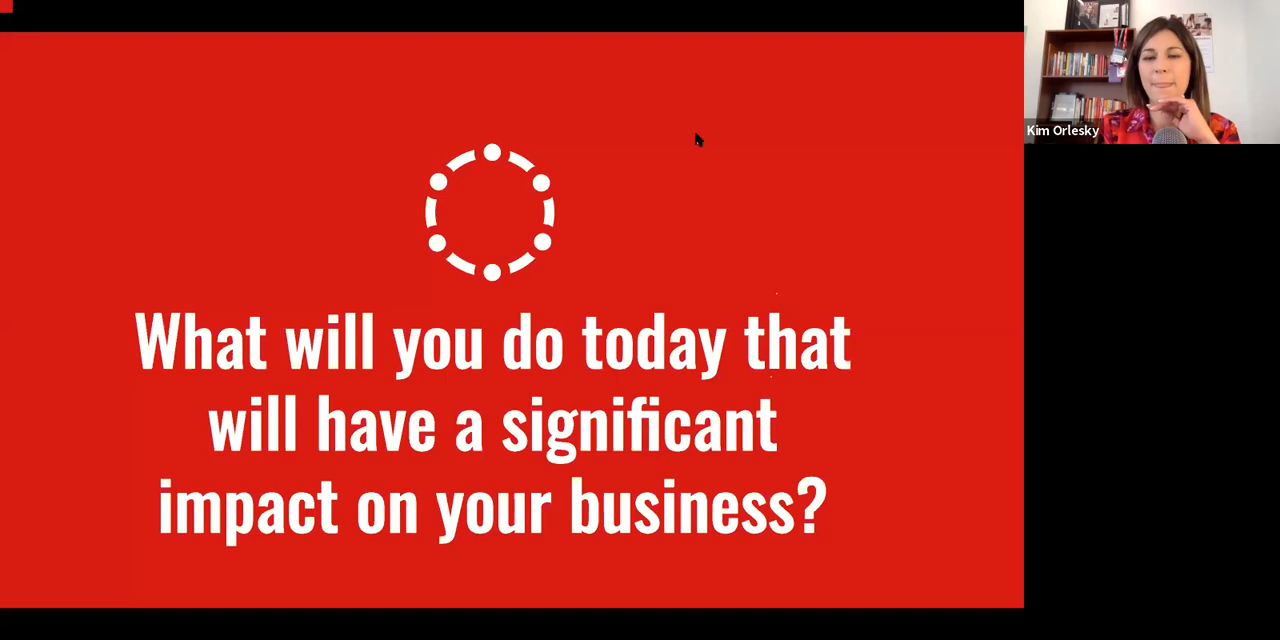 Kim Orlesky
What will you do today that
will have a significant
impact on your business?